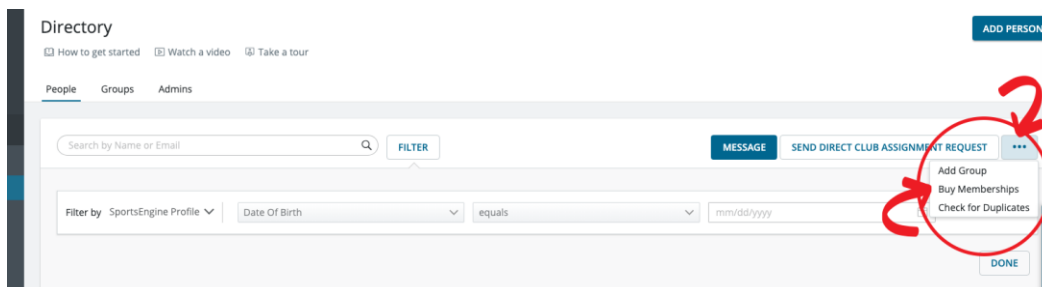 Directory
ADD PERSON
How to get started Watch a video Take a tour
People Groups Admins
Search by Name or Email FILTER MESSAGE SEND DIRECT CLUB ASSIGNMENT REQUEST •••
Add Group
Buy Memberships
Check for Duplicates
Filter by SportsEngine Profile Date Of Birth equals mm/dd/yyyy
DONE